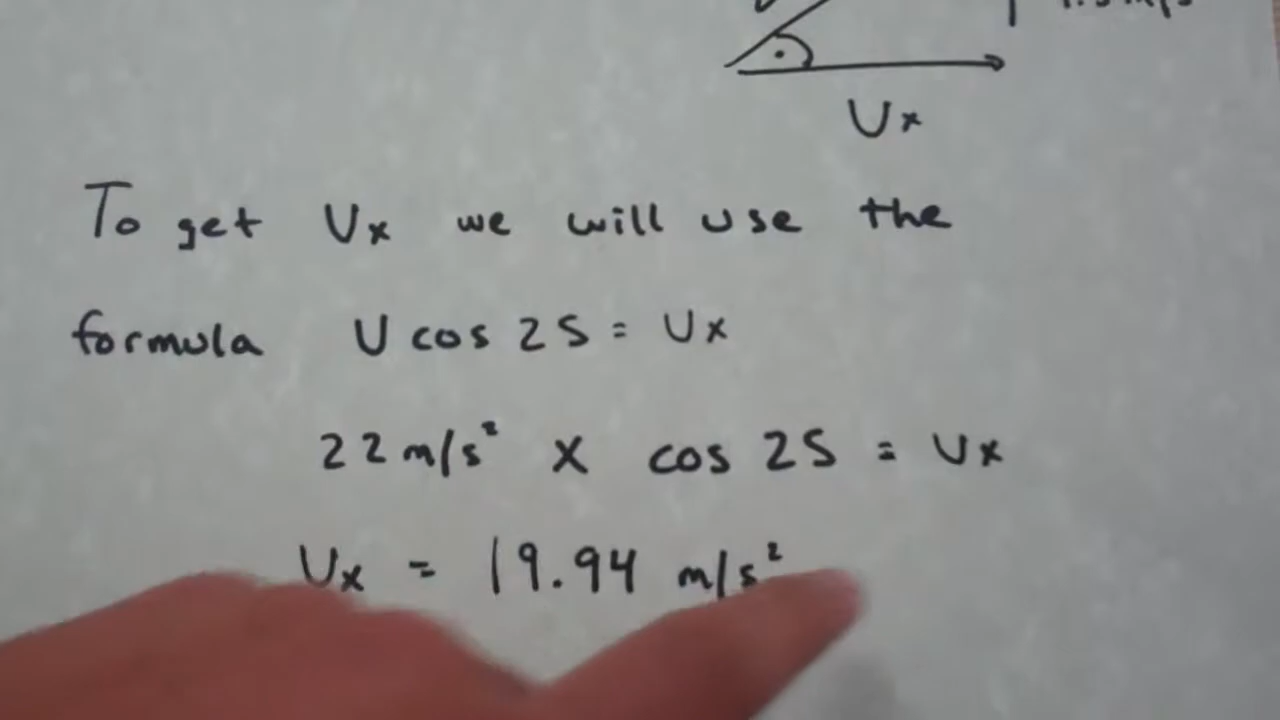 Ux
To get Ux we will use the
formula U cos 25 = Ux
22 m/s² x cos 25 = Ux
Ux = 19.94 m/s²